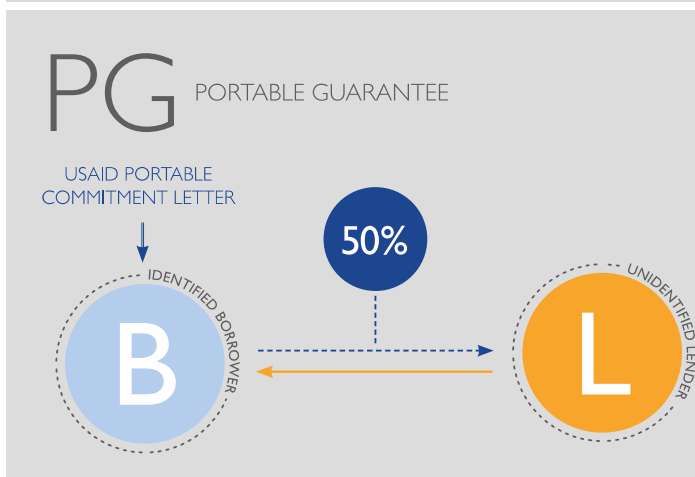 PG PORTABLE GUARANTEE
USAID PORTABLE
COMMITMENT LETTER
50%
IDENTIFIED BORROWER
B
UNIDENTIFIED LENDER
L